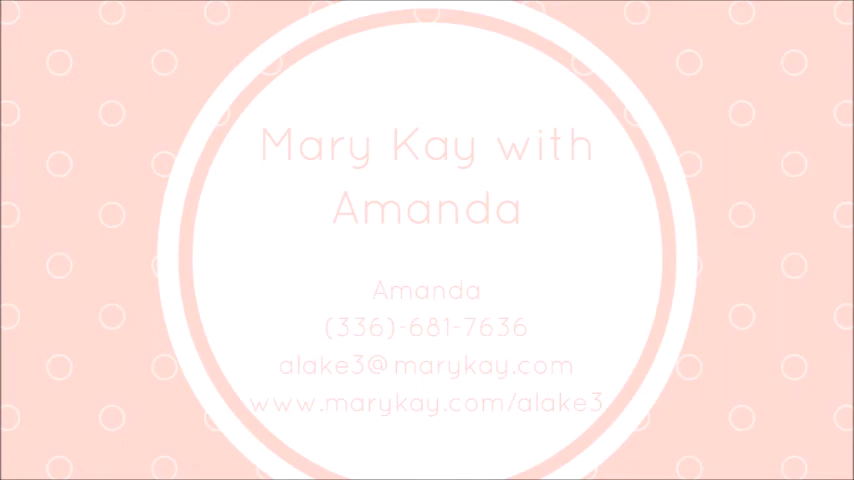 Mary Kay with
Amanda
Amanda
(336)-681-7636
alake3@marykay.com
www.marykay.com/alake3